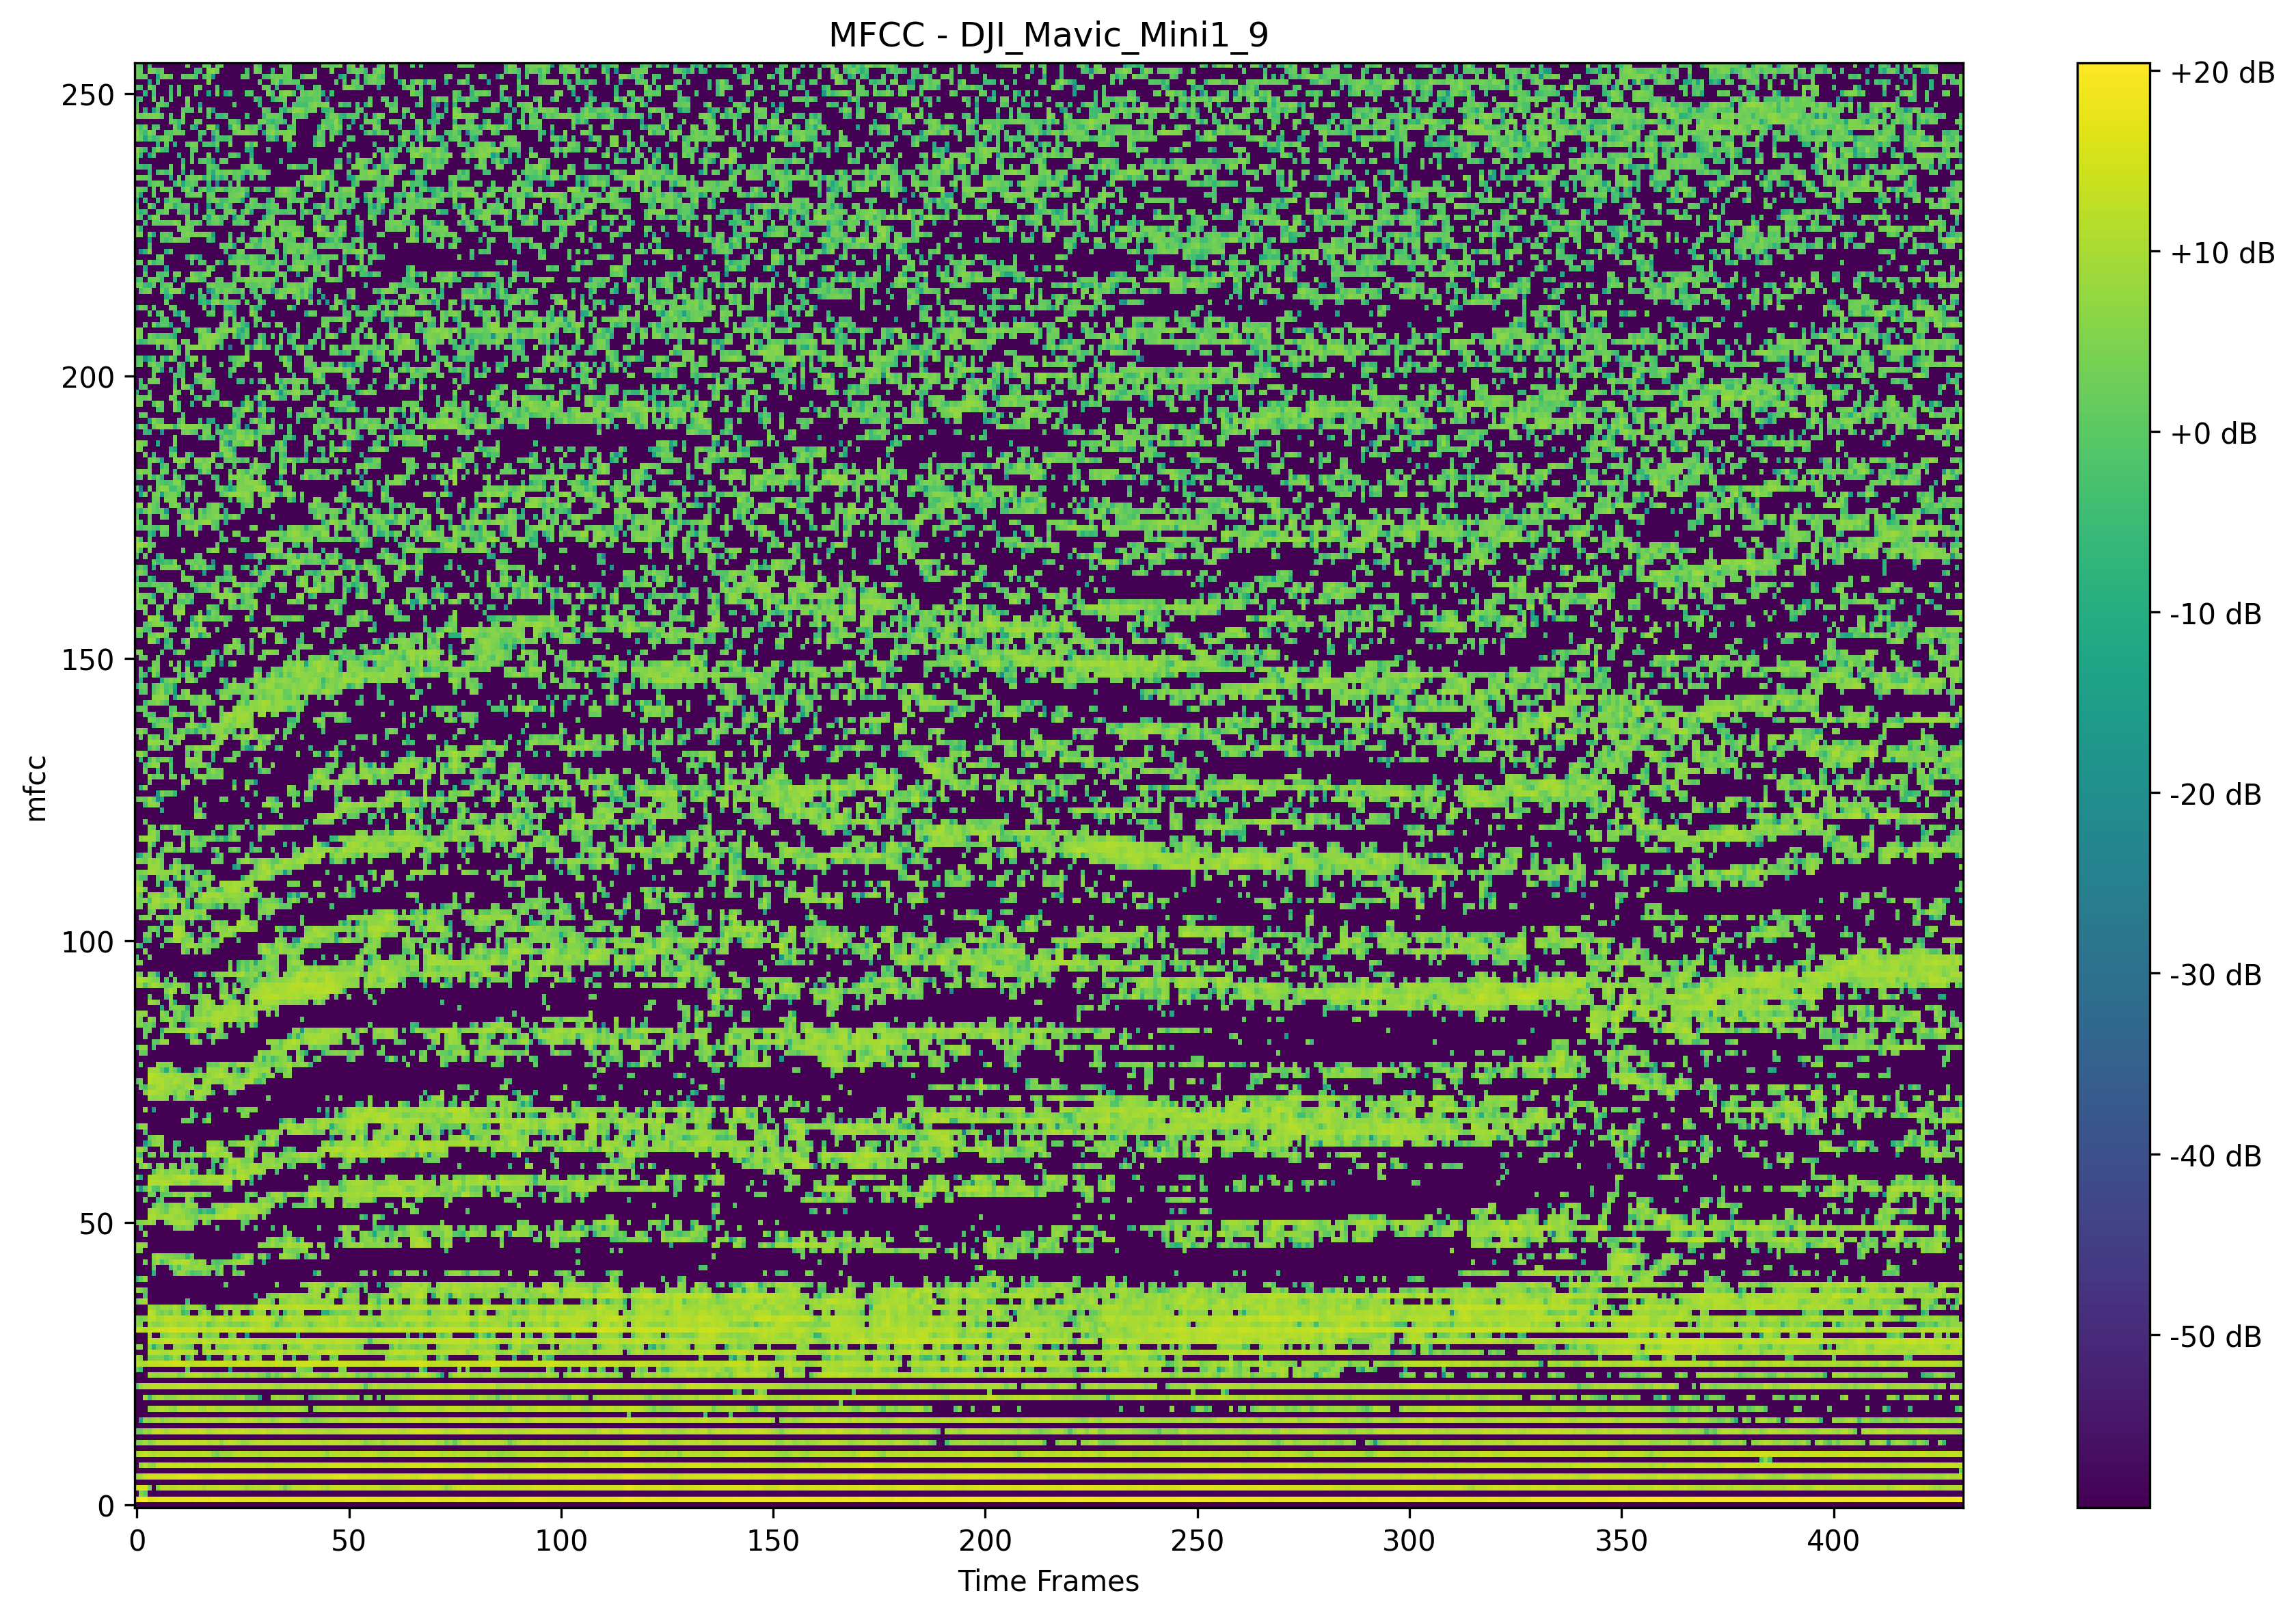 MFCC - DJI_Mavic_Mini1_9
mfcc
250
200
150
100
50
0
0 50 100 150 200 250 300 350 400
Time Frames
+20 dB
+10 dB
+0 dB
-10 dB
-20 dB
-30 dB
-40 dB
-50 dB